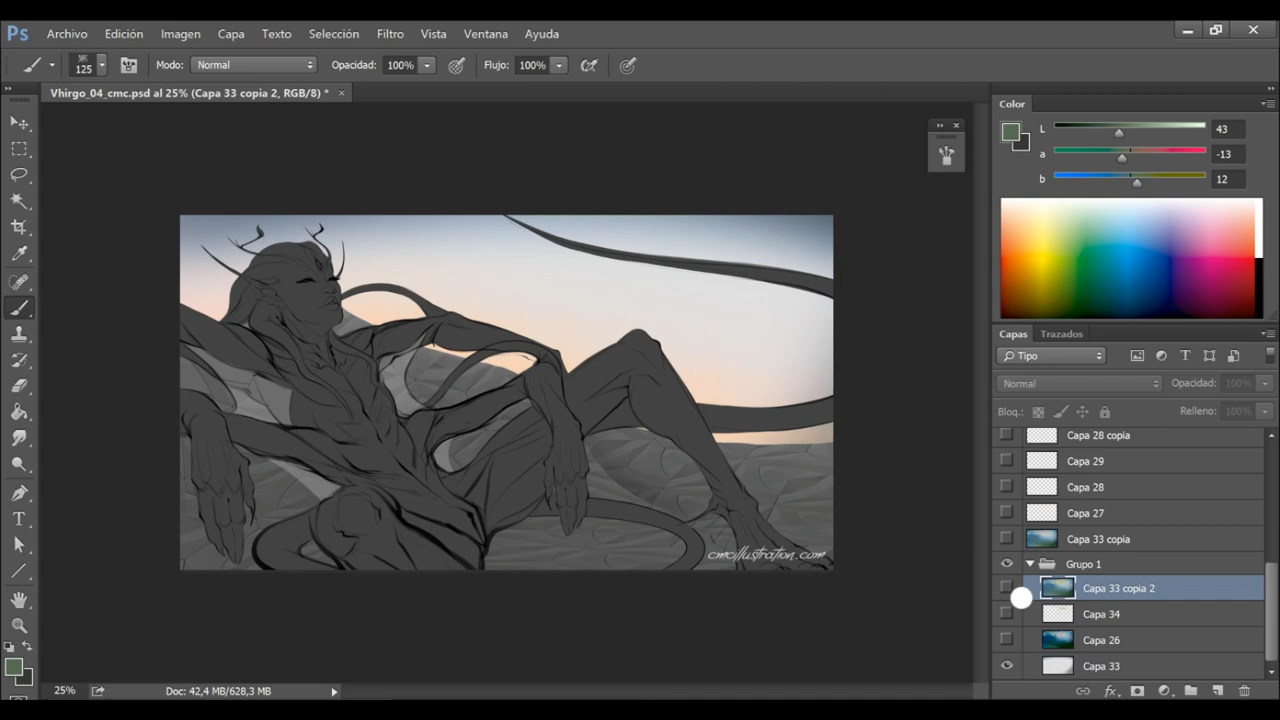 Ps Archivo Edición Imagen Capa Texto Selección Filtro Vista Ventana Ayuda
125 Modo: Normal Opacidad: 100% Flujo: 100%
Vhirgo_04_cmc.psd al 25% (Capa 33 copia 2, RGB/8) * ×
Color
L 43
a -13
b 12
Capas Trazados
Tipo
Normal Opacidad: 100%
Bloq.: Relleno: 100%
Capa 28 copia
Capa 29
Capa 28
Capa 27
Capa 33 copia
Grupo 1
Capa 33 copia 2
Capa 34
Capa 26
Capa 33
cmcillustration.com
25% Doc: 42,4 MB/628,3 MB